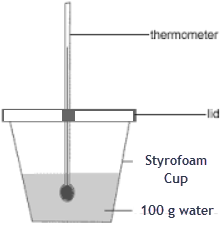 thermometer
lid
Styrofoam
Cup
100 g water